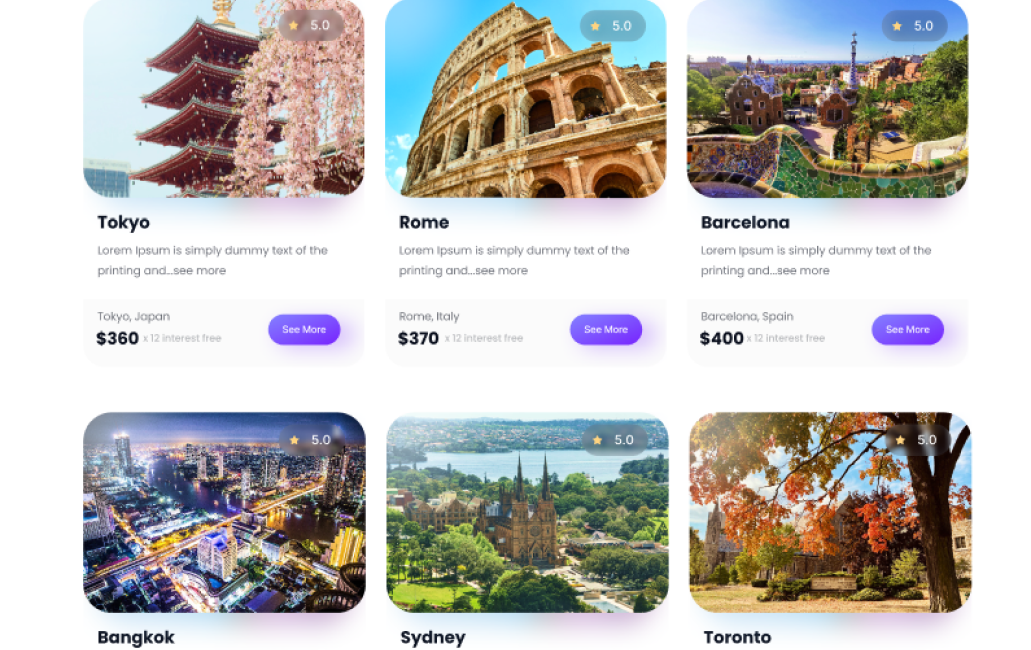 5.0
5.0
5.0
Tokyo
Lorem Ipsum is simply dummy text of the
printing and...see more
Tokyo, Japan
$360 x 12 interest free
See More
Rome
Lorem Ipsum is simply dummy text of the
printing and...see more
Rome, Italy
$370 x 12 interest free
See More
Barcelona
Lorem Ipsum is simply dummy text of the
printing and...see more
Barcelona, Spain
$400 x 12 interest free
See More
5.0
5.0
5.0
Bangkok
Sydney
Toronto